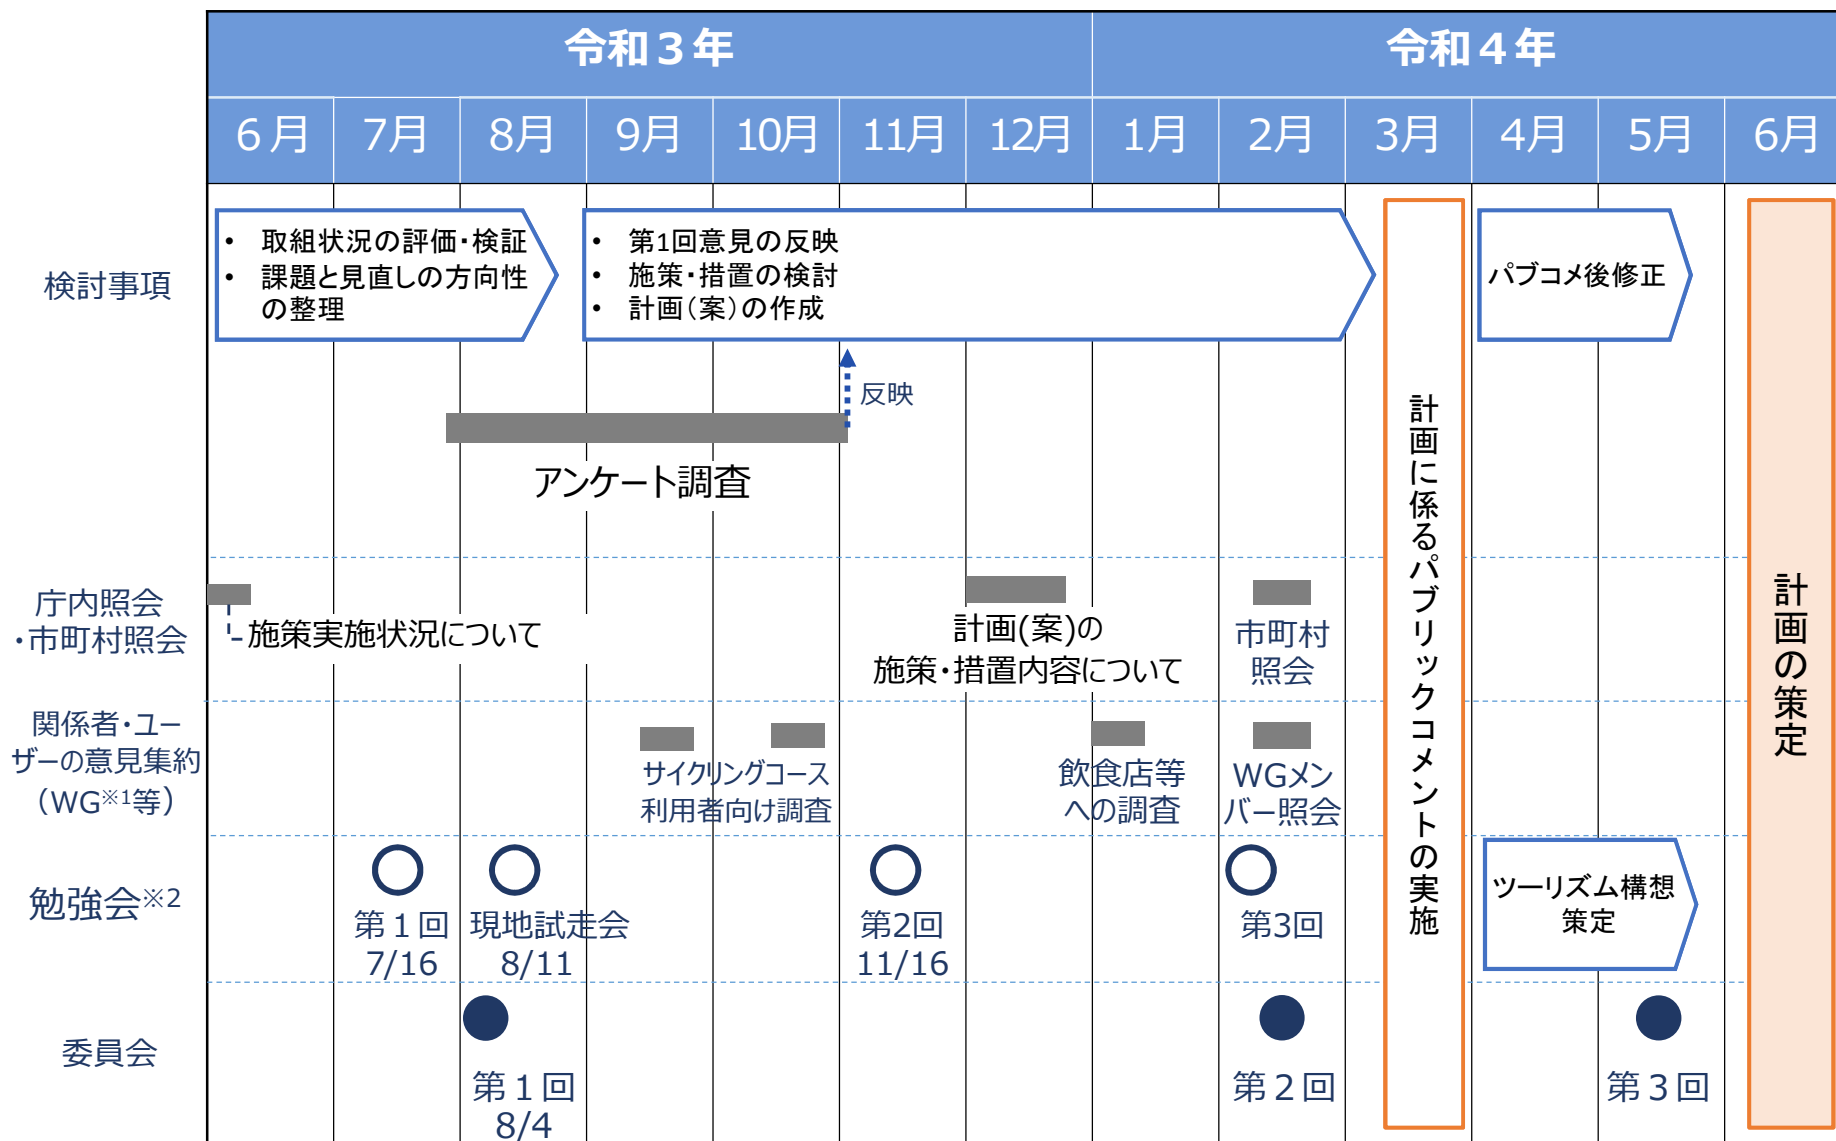 令和３年
令和４年
６月
7月
8月
9月
10月
11月
12月
1月
2月
3月
4月
5月
6月
検討事項
• 取組状況の評価・検証
• 課題と見直しの方向性
の整理
• 第1回意見の反映
• 施策・措置の検討
• 計画（案）の作成
パブコメ後修正
反映
アンケート調査
計画に係るパブリックコメントの実施
計画の策定
庁内照会
・市町村照会
施策実施状況について
計画(案)の
施策・措置内容について
市町村
照会
関係者・ユー
ザーの意見集約
（WG※1等）
サイクリングコース
利用者向け調査
飲食店等
への調査
WGメン
バー照会
勉強会※2
第１回
7/16
現地試走会
8/11
第2回
11/16
第3回
ツーリズム構想
策定
委員会
第１回
8/4
第２回
第３回